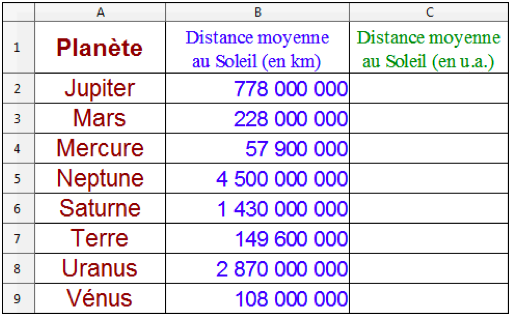 A B C
1 Planète Distance moyenne au Soleil (en km) Distance moyenne au Soleil (en u.a.)
2 Jupiter 778 000 000
3 Mars 228 000 000
4 Mercure 57 900 000
5 Neptune 4 500 000 000
6 Saturne 1 430 000 000
7 Terre 149 600 000
8 Uranus 2 870 000 000
9 Vénus 108 000 000